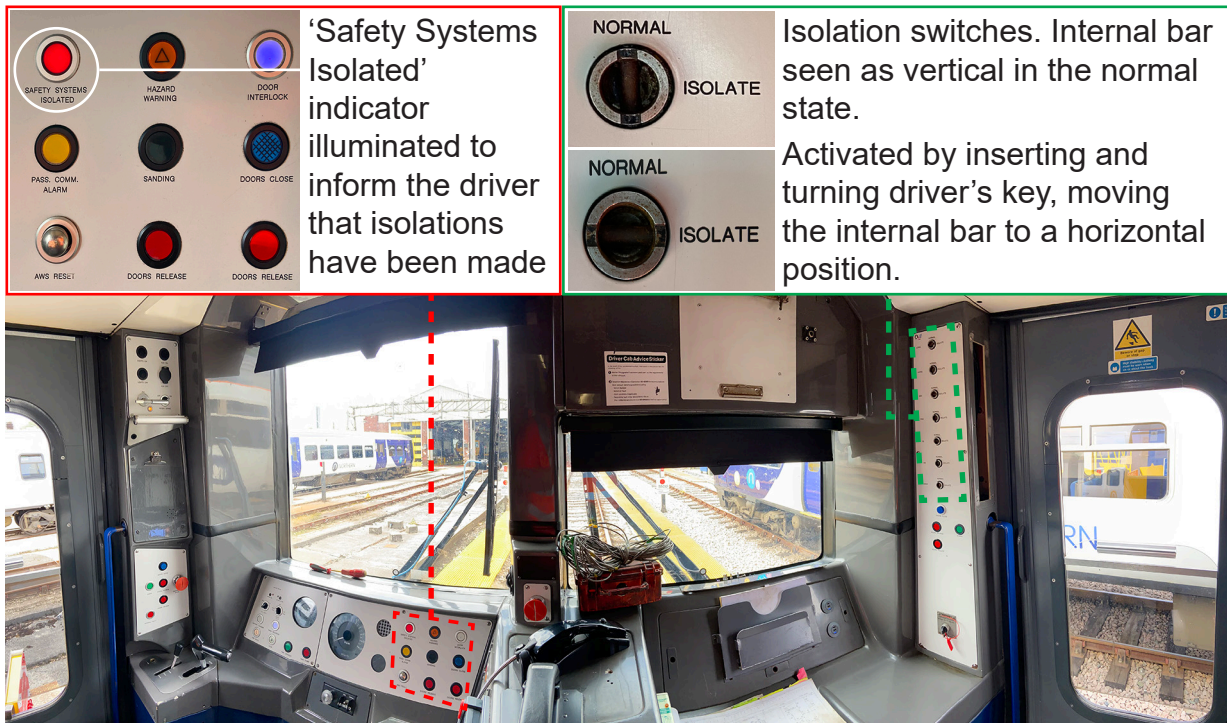 SAFETY SYSTEMS
ISOLATED
HAZARD
WARNING
DOOR
INTERLOCK
PASS. COMM.
ALARM
SANDING
DOORS CLOSE
AWS RESET
DOORS RELEASE
DOORS RELEASE
‘Safety Systems
Isolated’
indicator
illuminated to
inform the driver
that isolations
have been made
NORMAL
ISOLATE
NORMAL
ISOLATE
Isolation switches. Internal bar
seen as vertical in the normal
state.
Activated by inserting and
turning driver’s key, moving
the internal bar to a horizontal
position.
Driver Cab Advice Sticker
RN